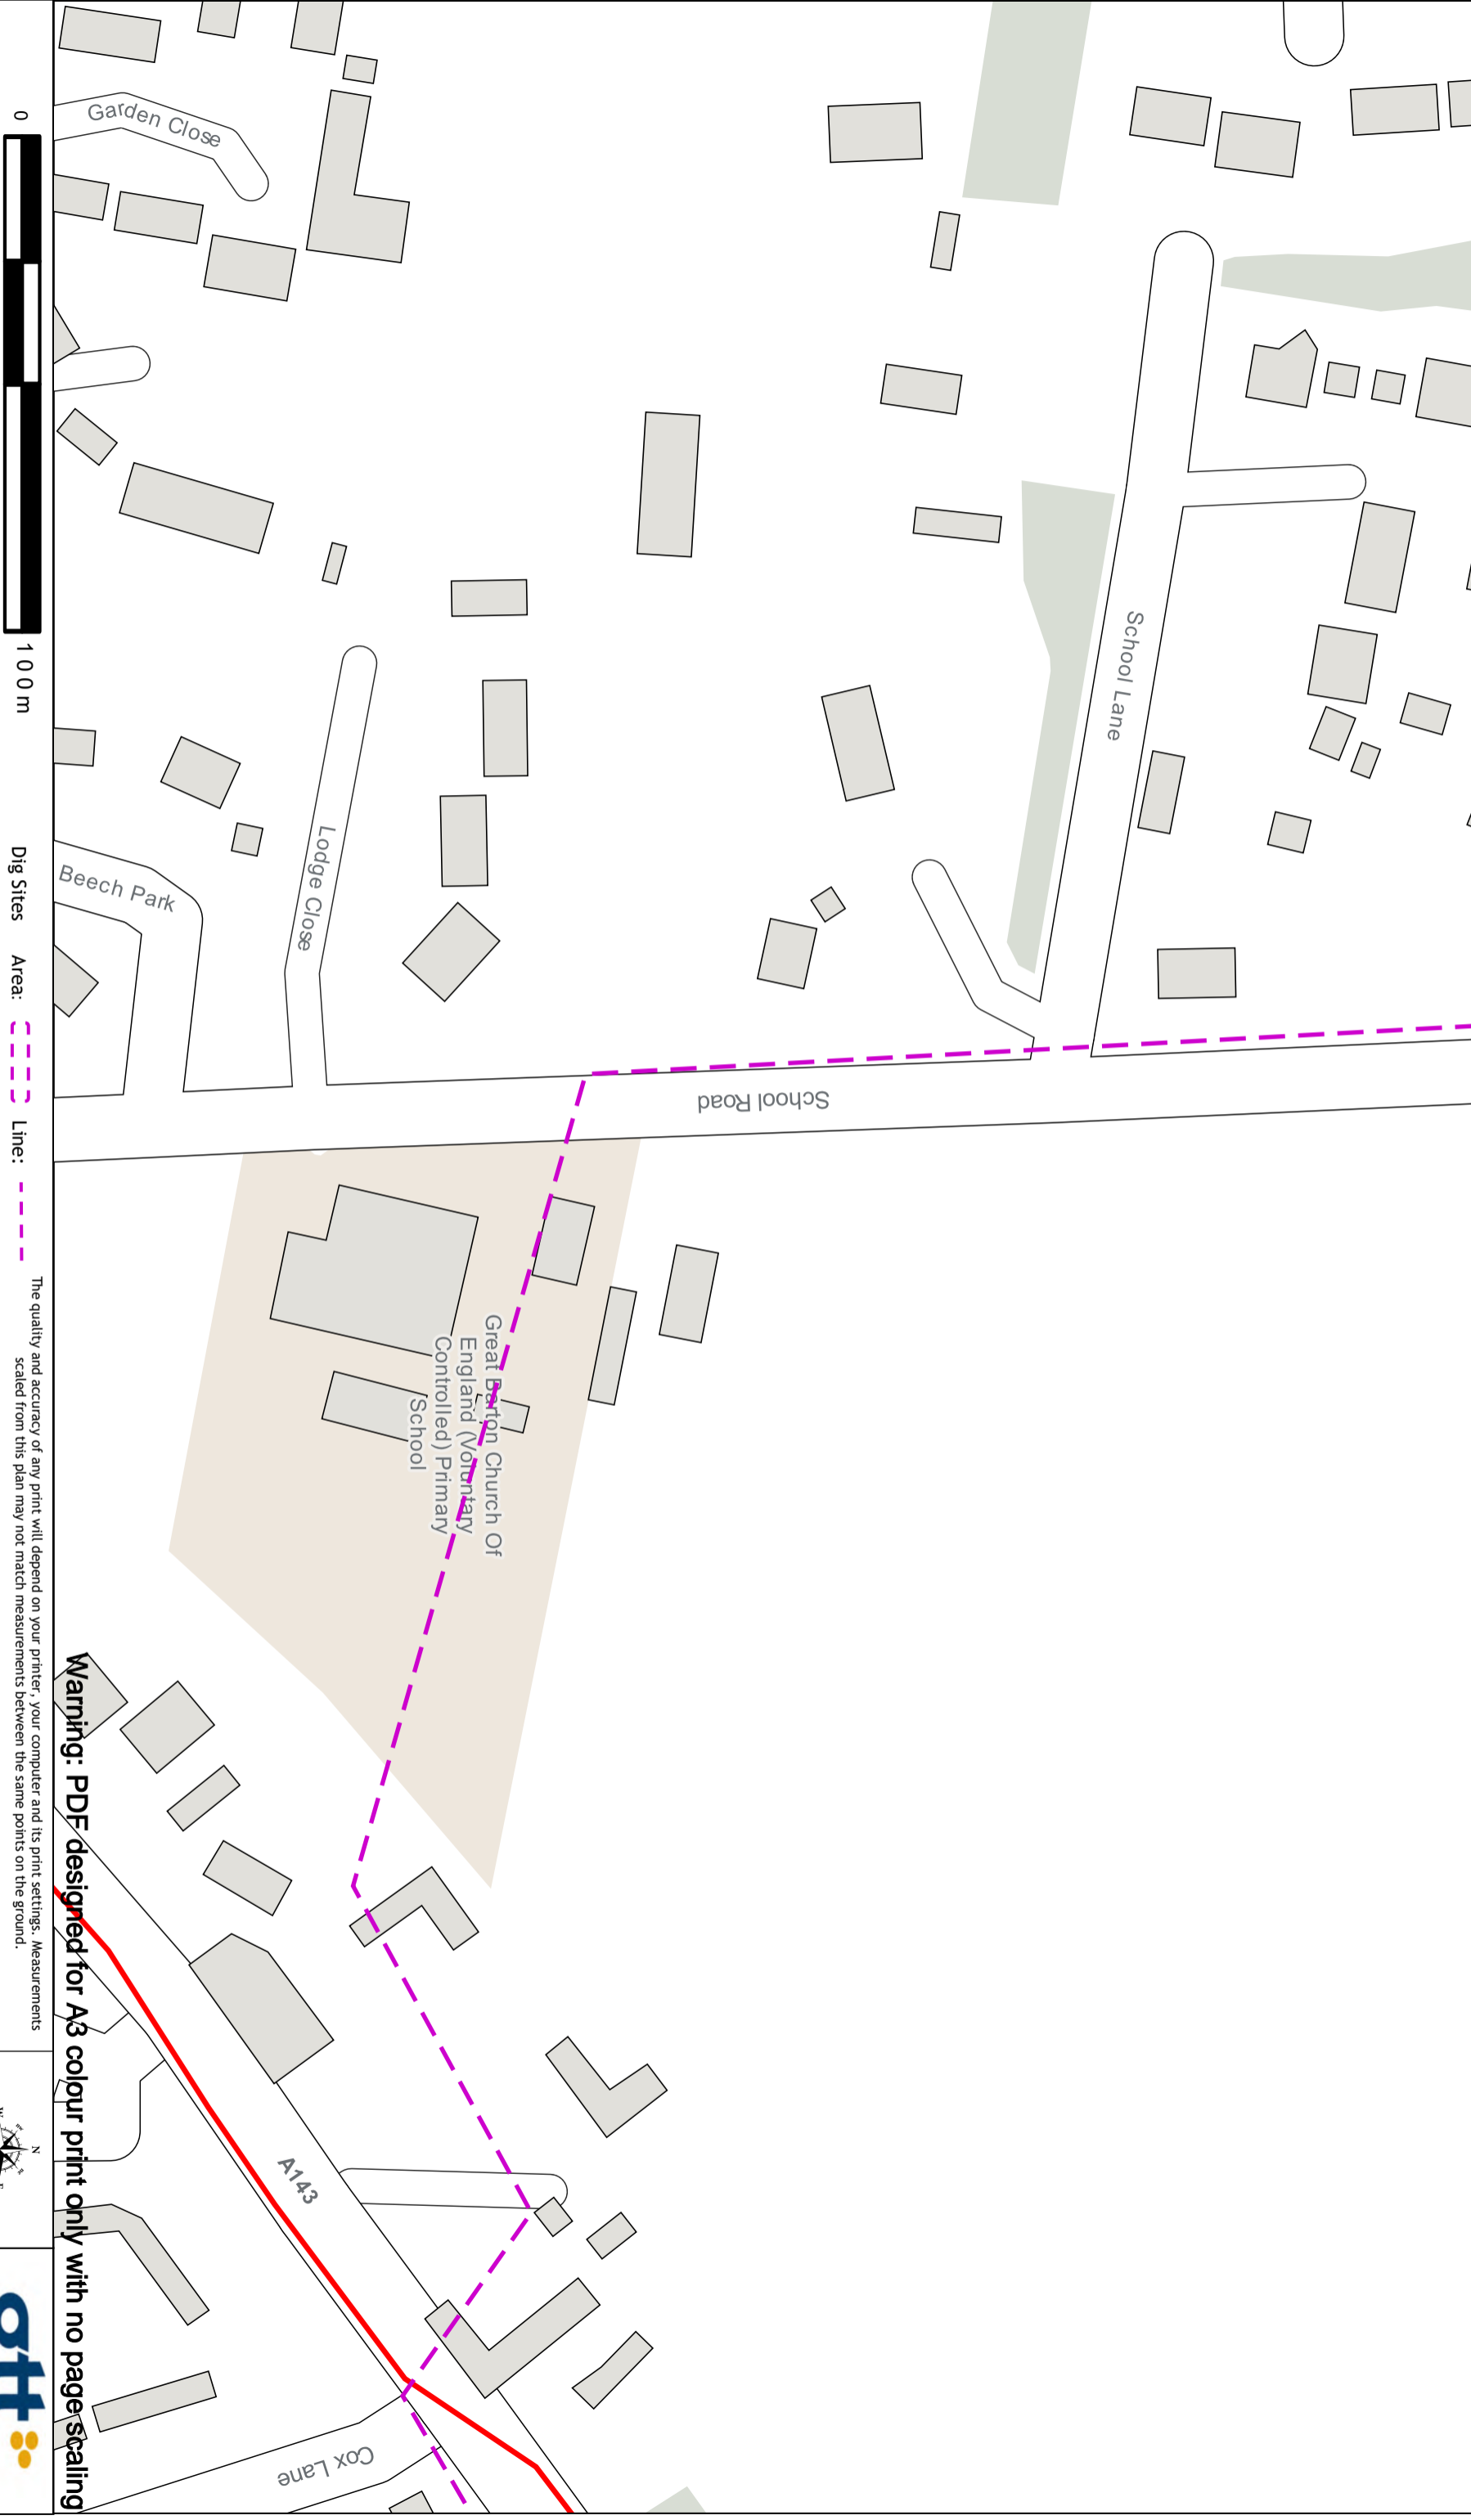 Garden Close
School Lane
Lodge Close
Beech Park
School Road
Great Barton Church Of
England (Voluntary
Controlled) Primary
School
A143
Cox Lane
Warning: PDF designed for A3 colour print only with no page scaling
0
100m
Dig Sites Area: Line:
The quality and accuracy of any print will depend on your printer, your computer and its print settings. Measurements
scaled from this plan may not match measurements between the same points on the ground.
N